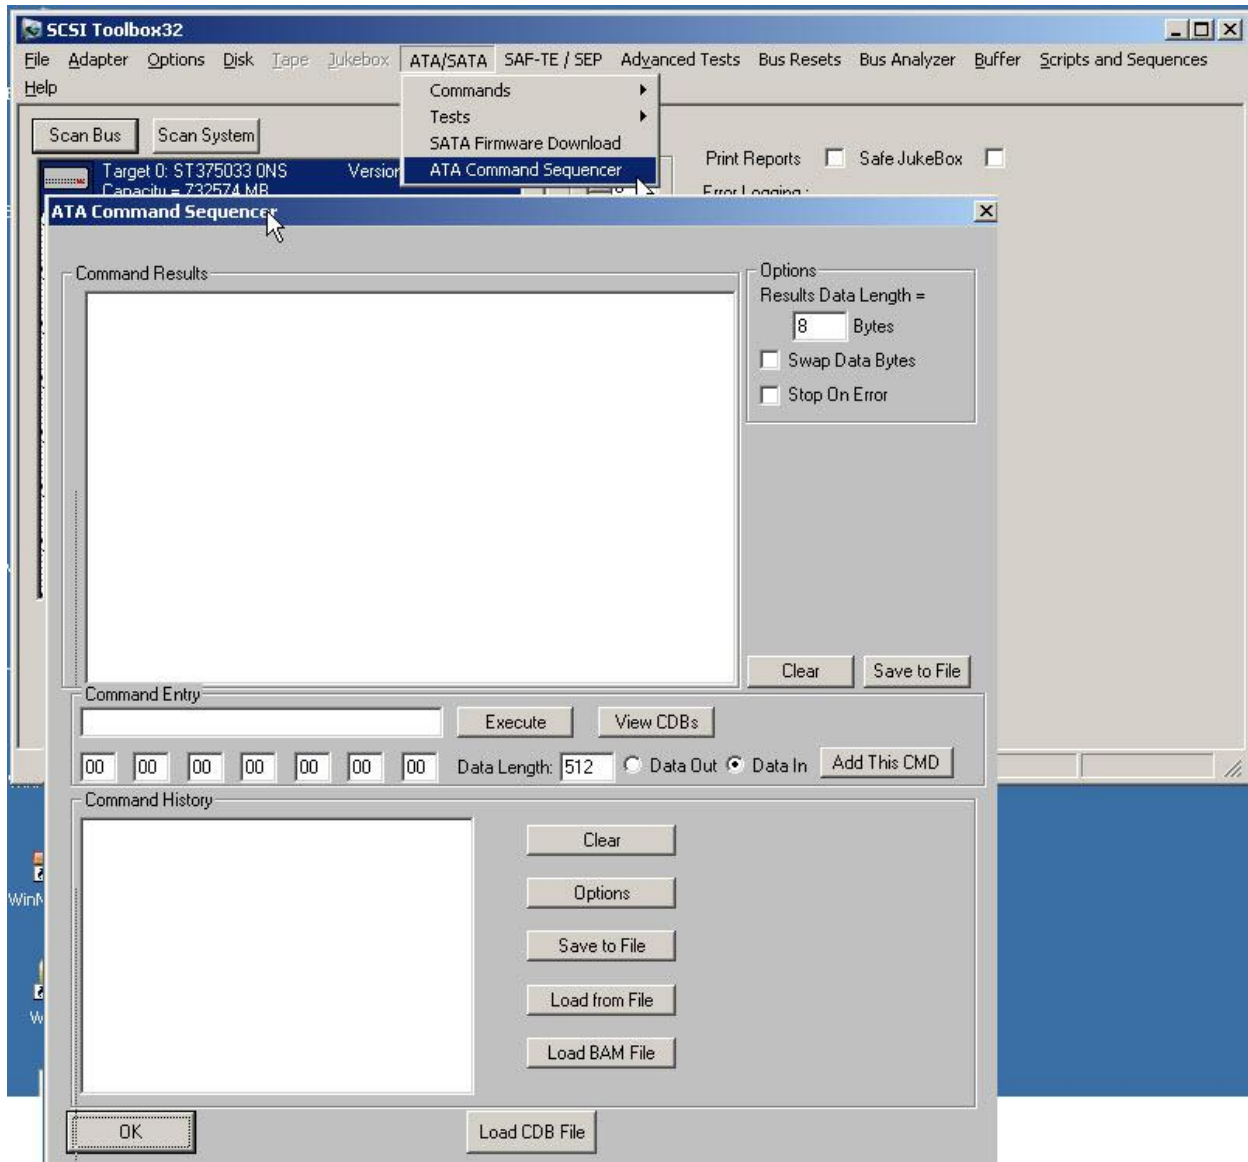 SCSI Toolbox32
File Adapter Options Disk Tape Jukebox ATA/SATA SAF-TE / SEP Advanced Tests Bus Resets Bus Analyzer Buffer Scripts and Sequences
Help
Commands
Tests
SATA Firmware Download
ATA Command Sequencer
Scan Bus Scan System
Print Reports Safe JukeBox
Target 0: ST375033 0NS Version
Capacity = 732574 MB
Error Logging :
ATA Command Sequencer
Command Results
Options
Results Data Length =
8 Bytes
Swap Data Bytes
Stop On Error
Clear Save to File
Command Entry
Execute View CDBs
00 00 00 00 00 00 00 Data Length: 512 Data Out Data In Add This CMD
Command History
Clear
Options
Save to File
Load from File
Load BAM File
OK Load CDB File